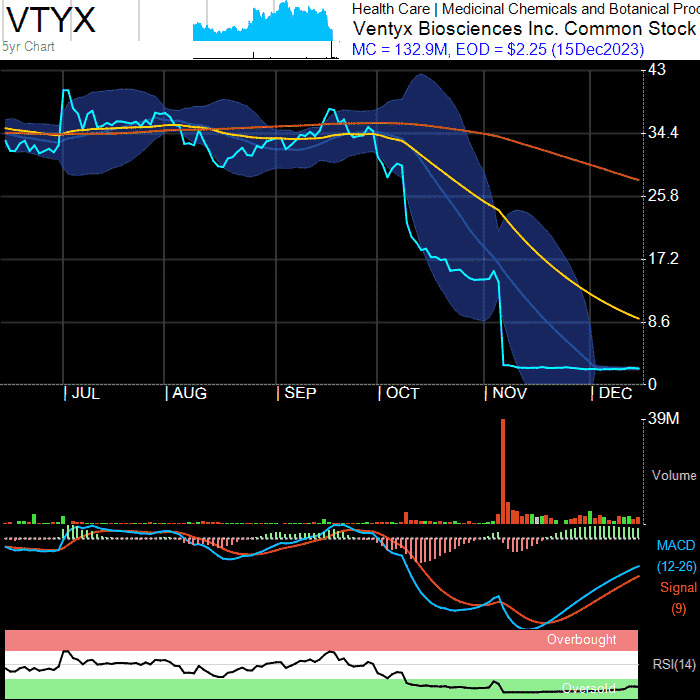 VTYX
5yr Chart
Health Care | Medicinal Chemicals and Botanical Proc
Ventyx Biosciences Inc. Common Stock
MC = 132.9M, EOD = $2.25 (15Dec2023)
43
34.4
25.8
17.2
8.6
0
| JUL | AUG | SEP | OCT | NOV | DEC
39M
Volume
MACD
(12-26)
Signal
(9)
Overbought
RSI(14)
Oversold